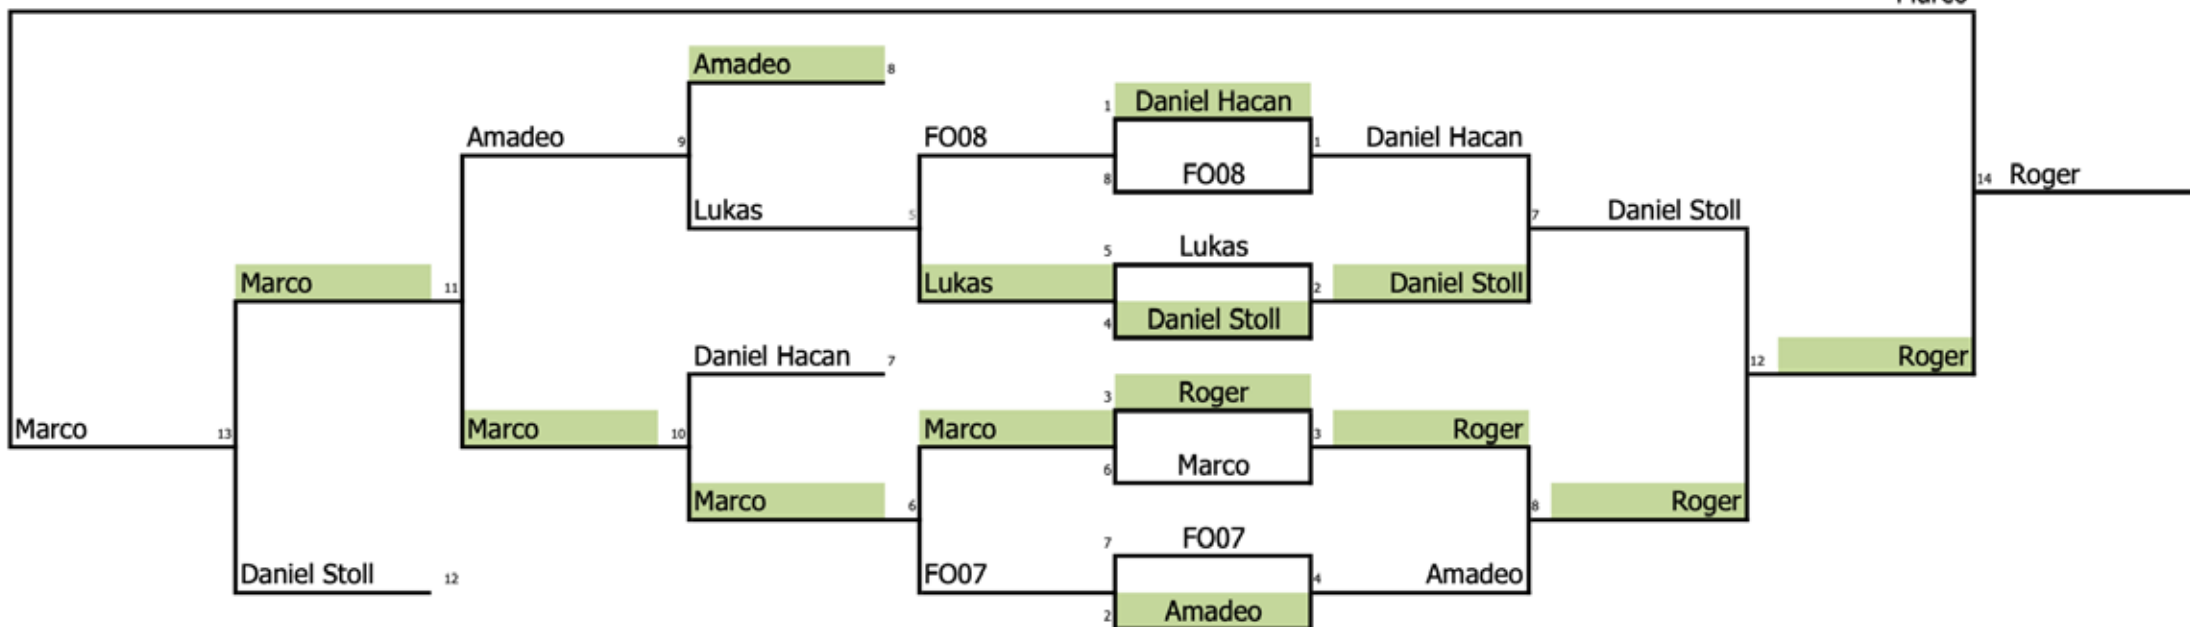 Marco
Amadeo 8
1 Daniel Hacan
Amadeo 9 FO08 1 Daniel Hacan
8 FO08 14 Roger
Lukas 5 7 Daniel Stoll
5 Lukas
Marco 11 Lukas 2 Daniel Stoll
4 Daniel Stoll
Daniel Hacan 7 12 Roger
3 Roger
Marco 13 Marco 10 Marco 3 Roger
6 Marco
Marco 6 8 Roger
7 FO07
Daniel Stoll 12 FO07 4 Amadeo
2 Amadeo